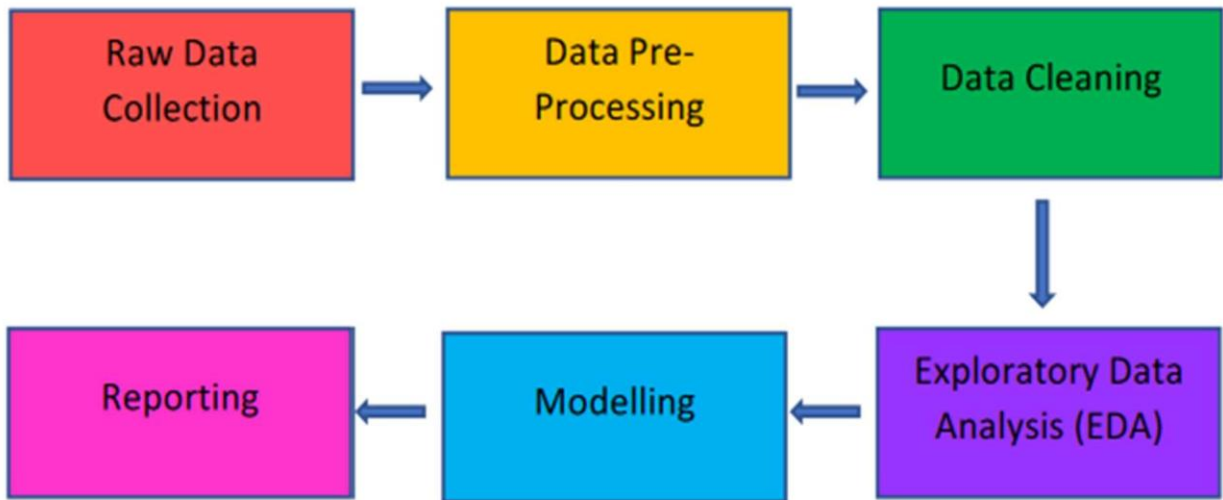 Raw Data
Collection
Data Pre-
Processing
Data Cleaning
Exploratory Data
Analysis (EDA)
Modelling
Reporting